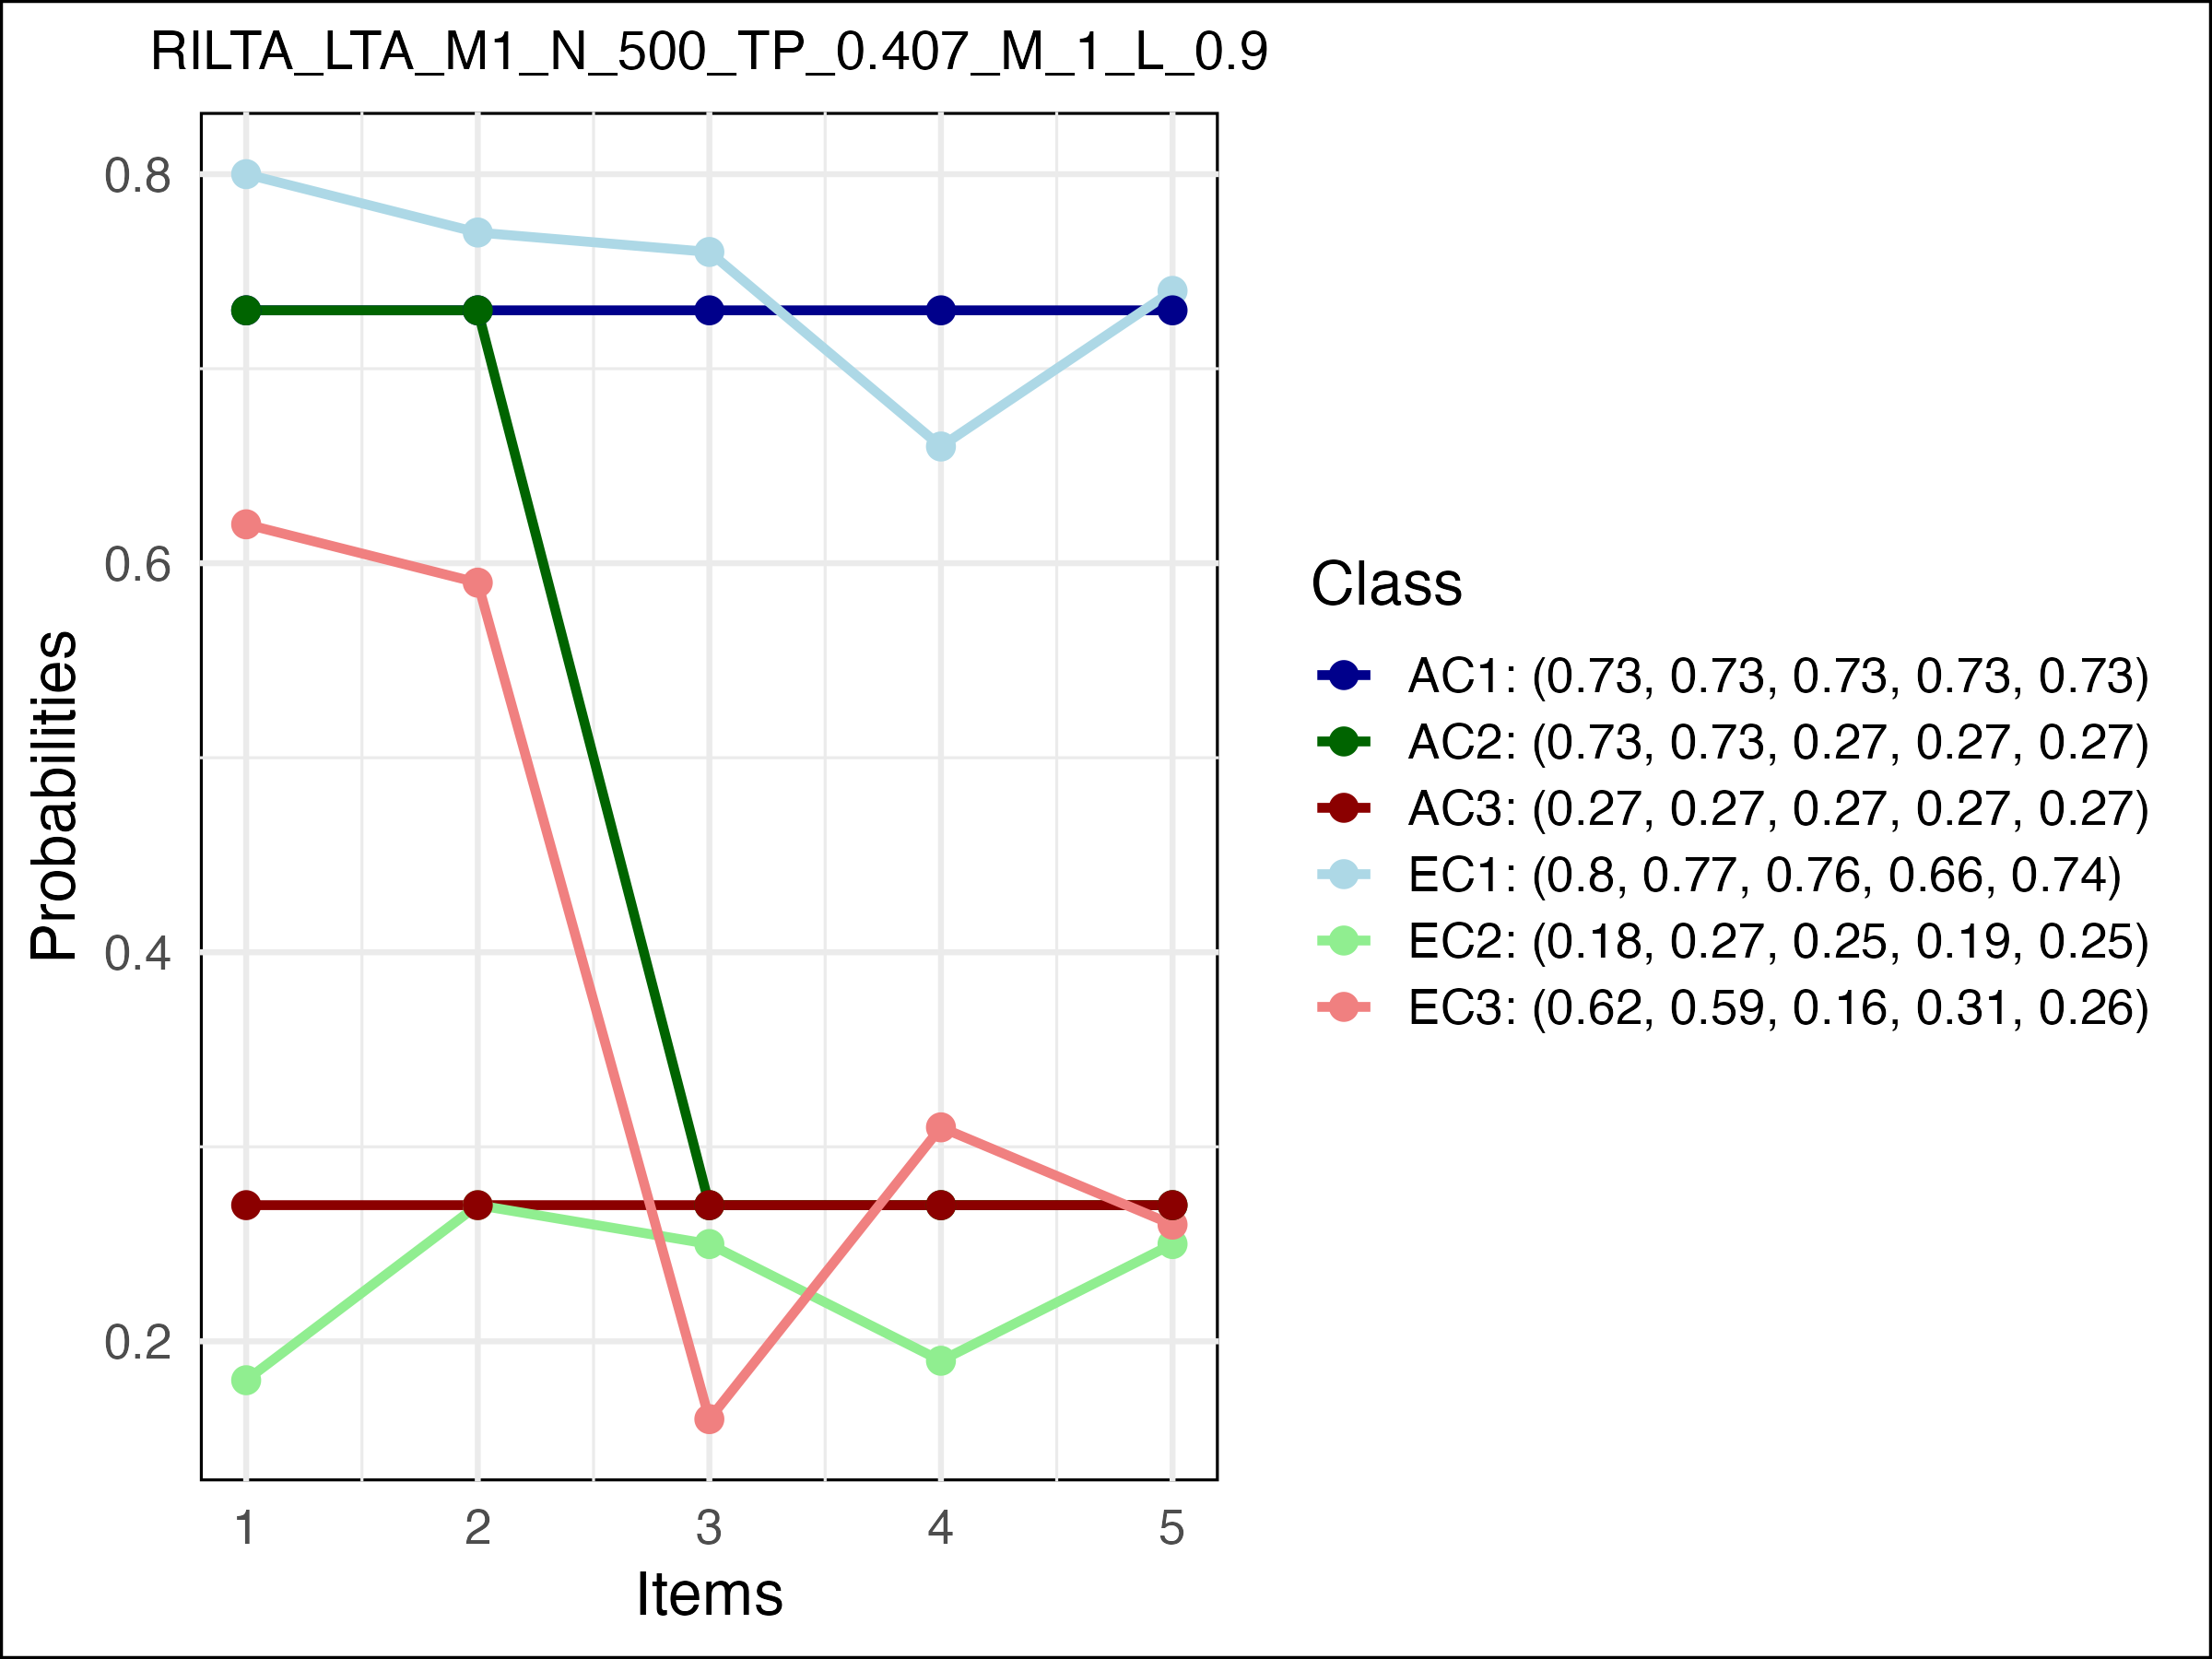 RILTA_LTA_M1_N_500_TP_0.407_M_1_L_0.9
0.8
0.6
0.4
0.2
Probabilities
1 2 3 4 5
Items
Class
AC1: (0.73, 0.73, 0.73, 0.73, 0.73)
AC2: (0.73, 0.73, 0.27, 0.27, 0.27)
AC3: (0.27, 0.27, 0.27, 0.27, 0.27)
EC1: (0.8, 0.77, 0.76, 0.66, 0.74)
EC2: (0.18, 0.27, 0.25, 0.19, 0.25)
EC3: (0.62, 0.59, 0.16, 0.31, 0.26)